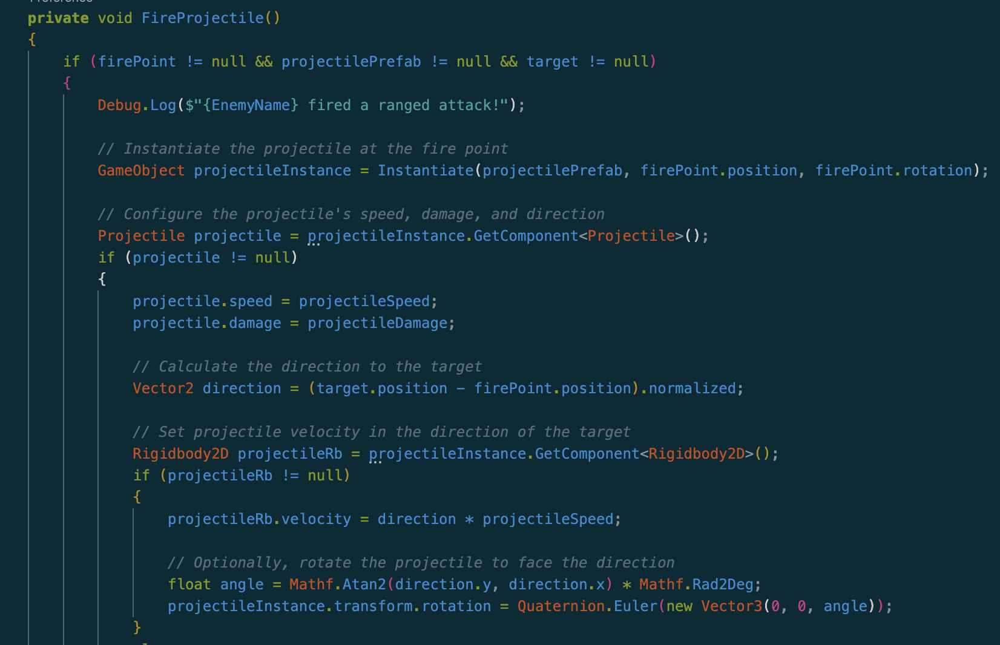 private void FireProjectile()
{
if (firePoint != null && projectilePrefab != null && target != null)
{
Debug.Log($"{EnemyName} fired a ranged attack!");
// Instantiate the projectile at the fire point
GameObject projectileInstance = Instantiate(projectilePrefab, firePoint.position, firePoint.rotation);
// Configure the projectile's speed, damage, and direction
Projectile projectile = projectileInstance.GetComponent<Projectile>();
if (projectile != null)
{
projectile.speed = projectileSpeed;
projectile.damage = projectileDamage;
// Calculate the direction to the target
Vector2 direction = (target.position - firePoint.position).normalized;
// Set projectile velocity in the direction of the target
Rigidbody2D projectileRb = projectileInstance.GetComponent<Rigidbody2D>();
if (projectileRb != null)
{
projectileRb.velocity = direction * projectileSpeed;
// Optionally, rotate the projectile to face the direction
float angle = Mathf.Atan2(direction.y, direction.x) * Mathf.Rad2Deg;
projectileInstance.transform.rotation = Quaternion.Euler(new Vector3(0, 0, angle));
}